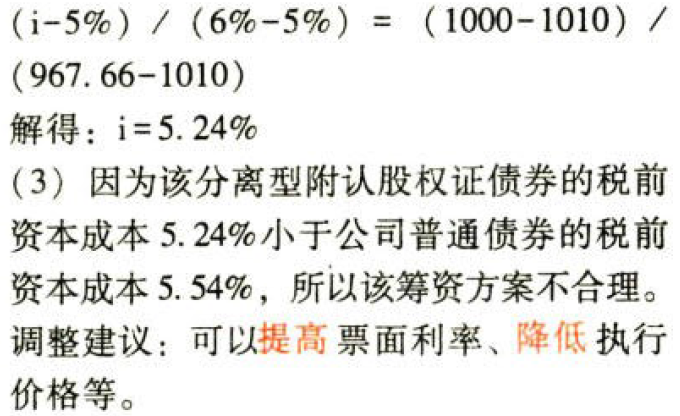 (i-5%) / (6%-5%) = (1000-1010) /
(967.66-1010)
解得：i=5.24%
(3) 因为该分离型附认股权证债券的税前
资本成本5.24%小于公司普通债券的税前
资本成本5.54%，所以该筹资方案不合理。
调整建议：可以提高票面利率、降低执行
价格等。